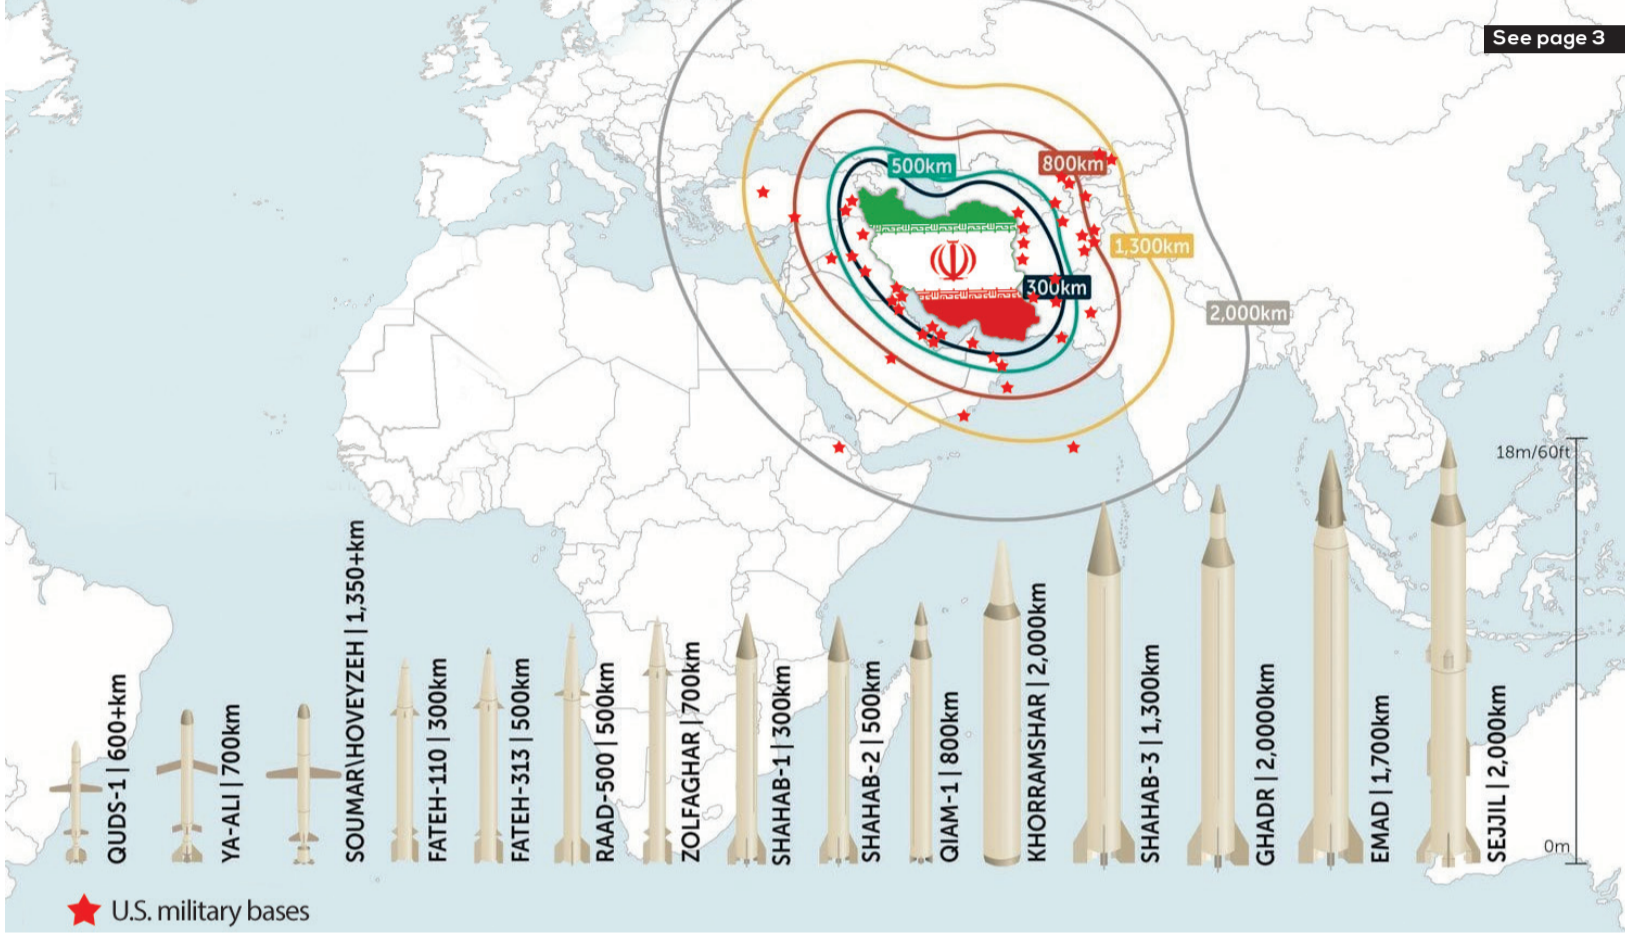 See page 3
500km
800km
1,300km
300km
2,000km
18m/60ft
QUDS-1 | 600+km
YA-ALI | 700km
SOUMAR\HOVEYZEH | 1,350+km
FATEH-110 | 300km
FATEH-313 | 500km
RAAD-500 | 500km
ZOLFAGHAR | 700km
SHAHAB-1 | 300km
SHAHAB-2 | 500km
QIAM-1 | 800km
KHORRAMSHAR | 2,000km
SHAHAB-3 | 1,300km
GHADR | 2,0000km
EMAD | 1,700km
SEJJIL | 2,000km
0m
U.S. military bases